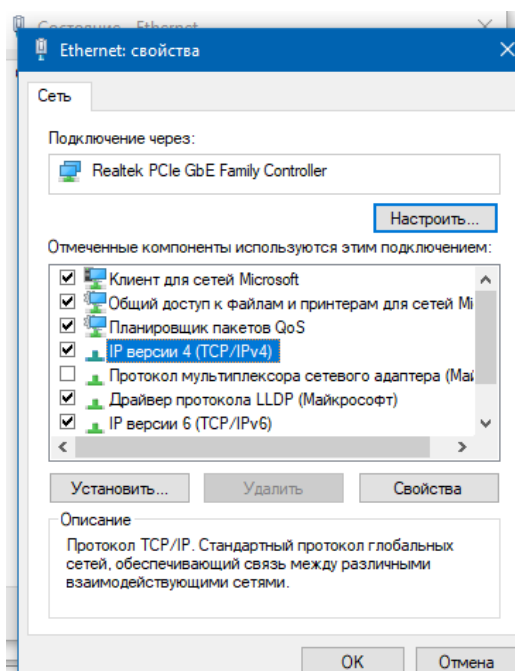 Состояние - Ethernet
Ethernet: свойства
Сеть
Подключение через:
Realtek PCIe GbE Family Controller
Настроить...
Отмеченные компоненты используются этим подключением:
Клиент для сетей Microsoft
Общий доступ к файлам и принтерам для сетей Mi
Планировщик пакетов QoS
IP версии 4 (TCP/IPv4)
Протокол мультиплексора сетевого адаптера (Май
Драйвер протокола LLDP (Майкрософт)
IP версии 6 (TCP/IPv6)
Установить...
Удалить
Свойства
Описание
Протокол TCP/IP. Стандартный протокол глобальных
сетей, обеспечивающий связь между различными
взаимодействующими сетями.
OK
Отмена